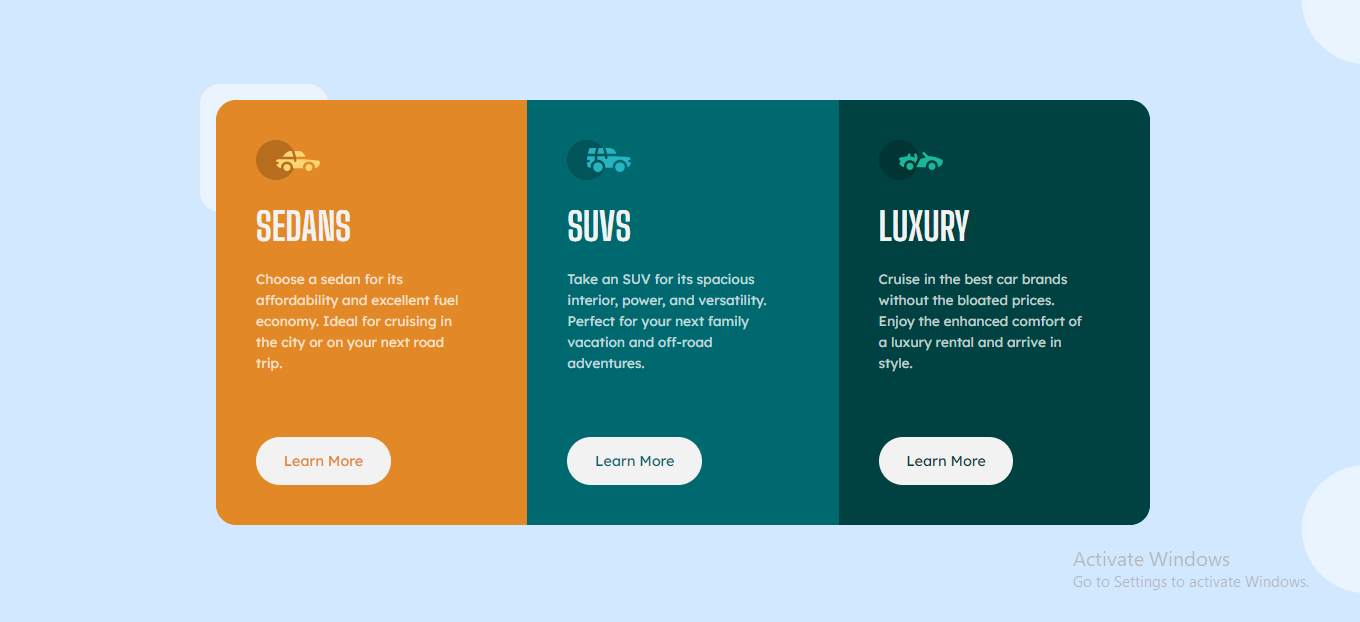 SEDANS
Choose a sedan for its
affordability and excellent fuel
economy. Ideal for cruising in
the city or on your next road
trip.
Learn More
SUVS
Take an SUV for its spacious
interior, power, and versatility.
Perfect for your next family
vacation and off-road
adventures.
Learn More
LUXURY
Cruise in the best car brands
without the bloated prices.
Enjoy the enhanced comfort of
a luxury rental and arrive in
style.
Learn More
Activate Windows
Go to Settings to activate Windows.